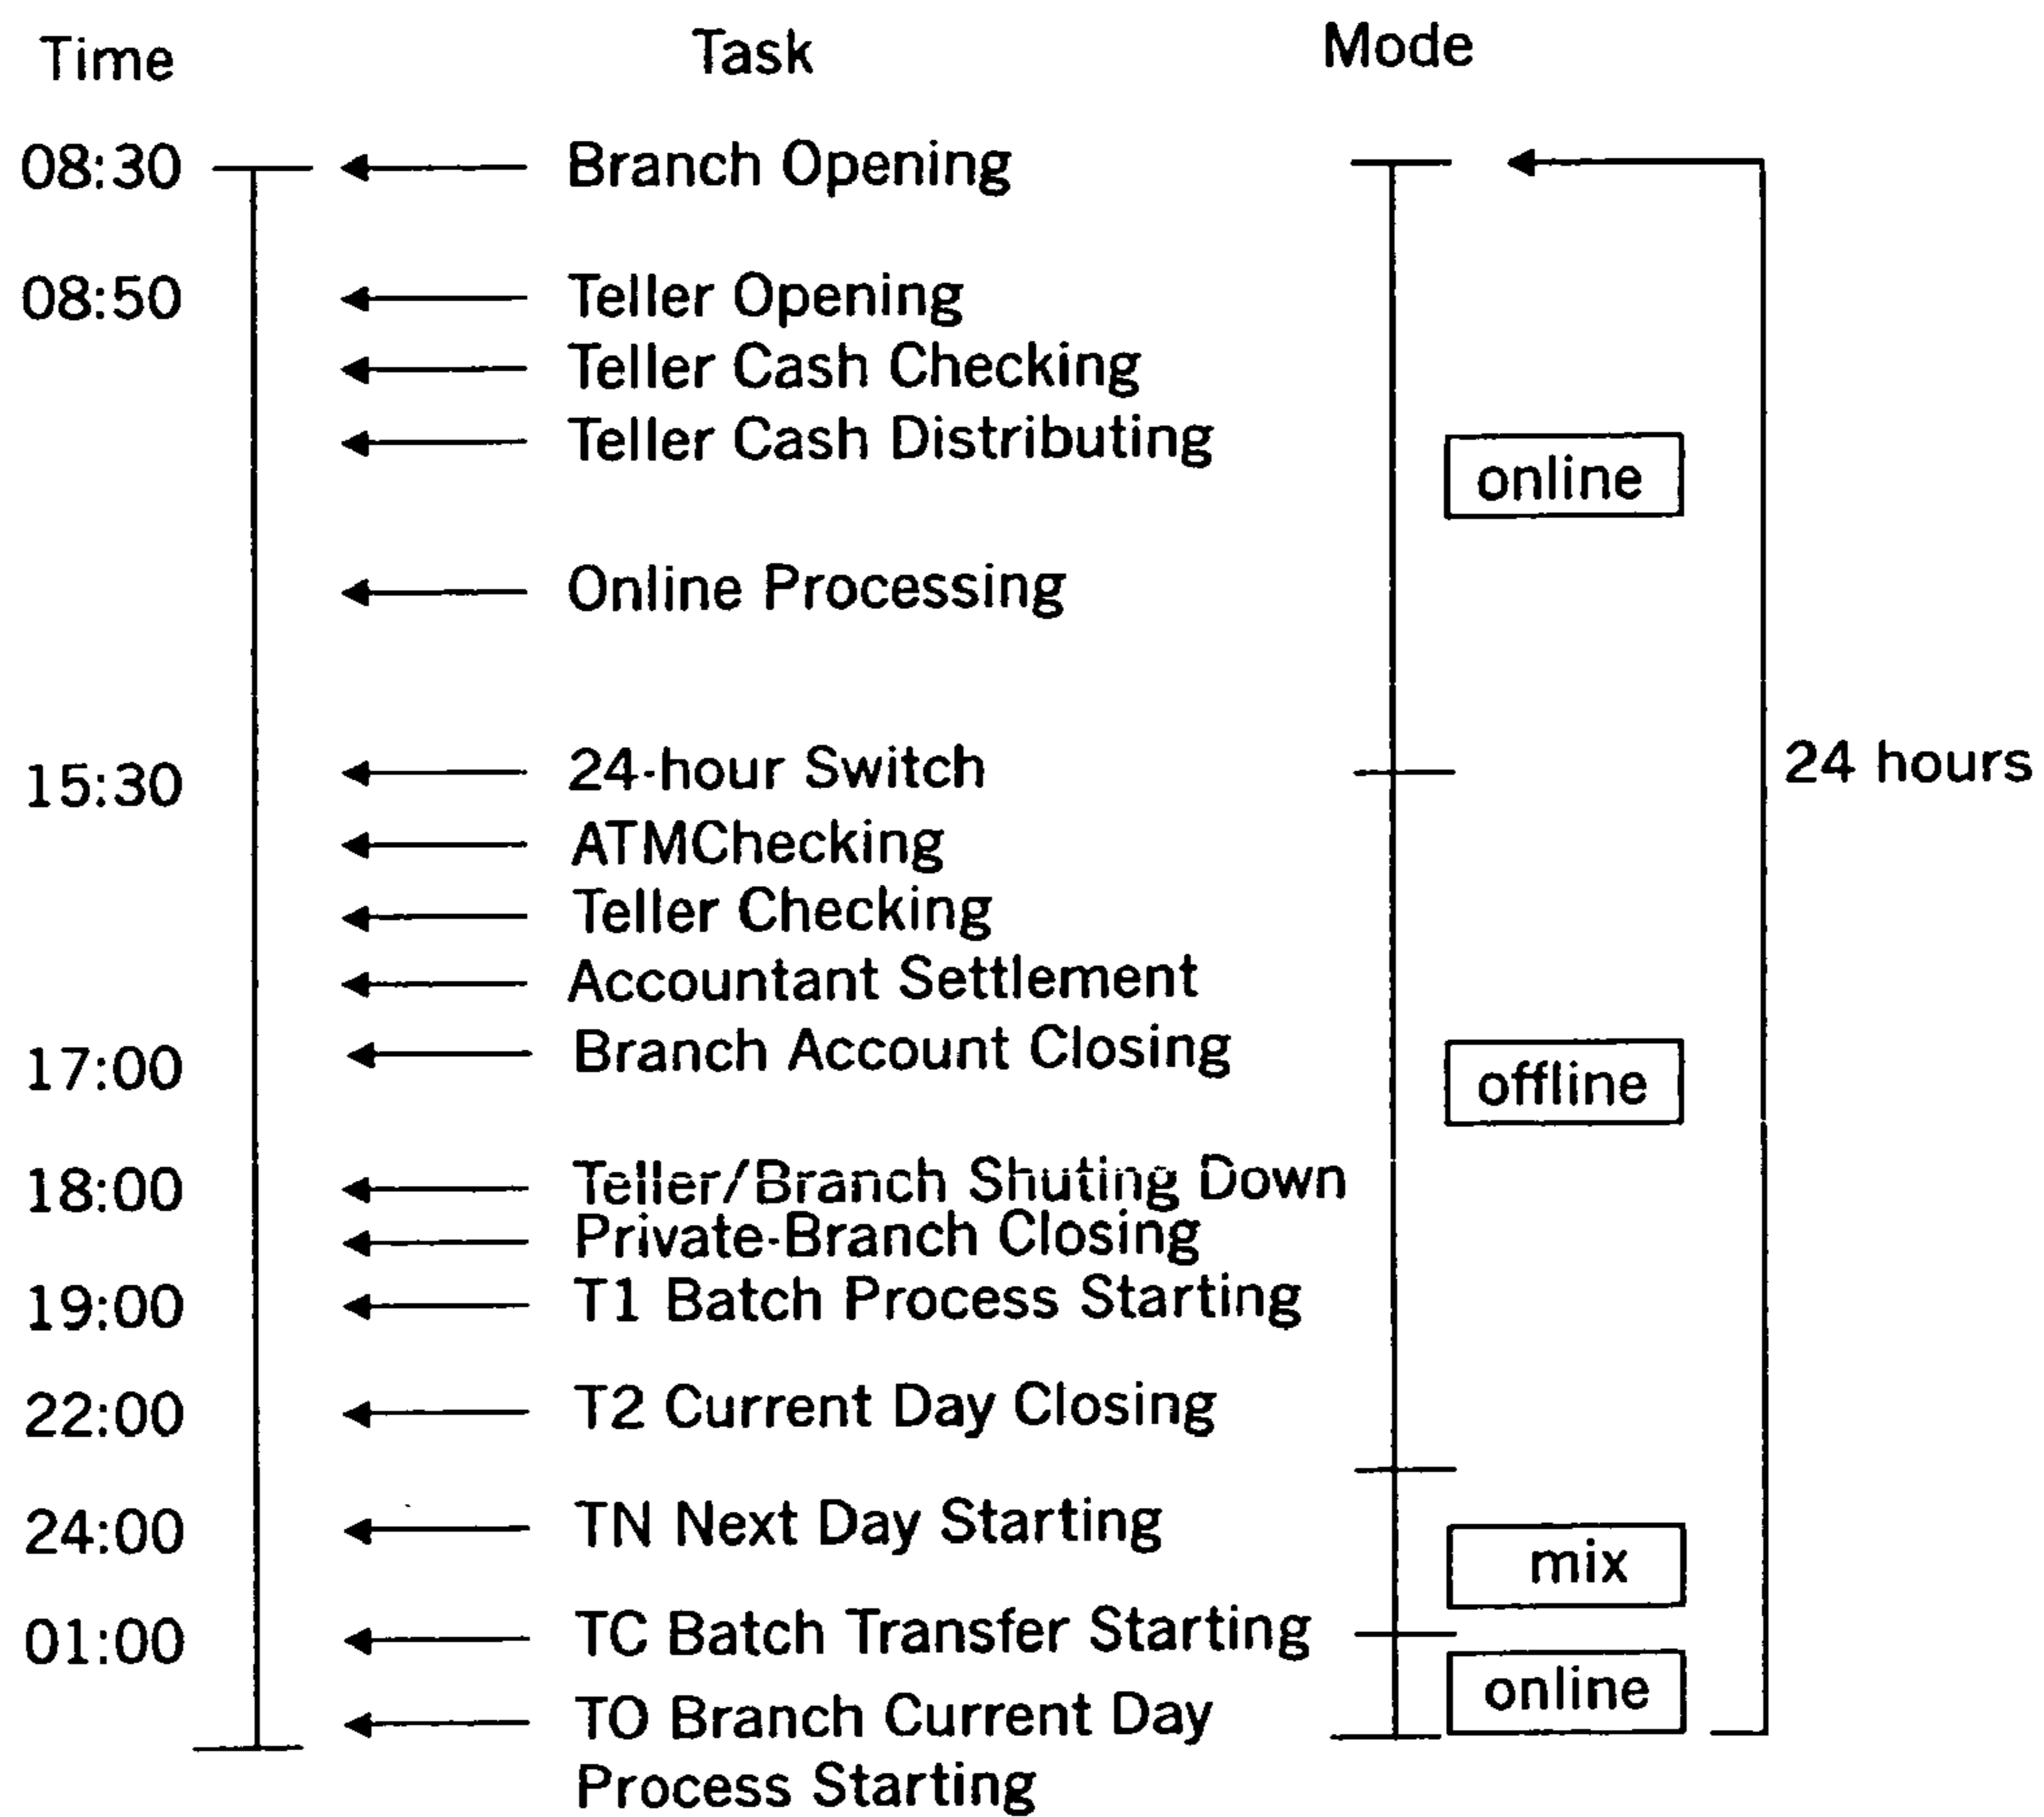 Time Task Mode
08:30 Branch Opening
08:50 Teller Opening
Teller Cash Checking
Teller Cash Distributing
online
Online Processing
15:30 24-hour Switch 24 hours
ATMChecking
Teller Checking
Accountant Settlement
17:00 Branch Account Closing offline
18:00 Teller/Branch Shuting Down
Private-Branch Closing
19:00 T1 Batch Process Starting
22:00 T2 Current Day Closing
24:00 TN Next Day Starting
mix
01:00 TC Batch Transfer Starting
online
TO Branch Current Day
Process Starting